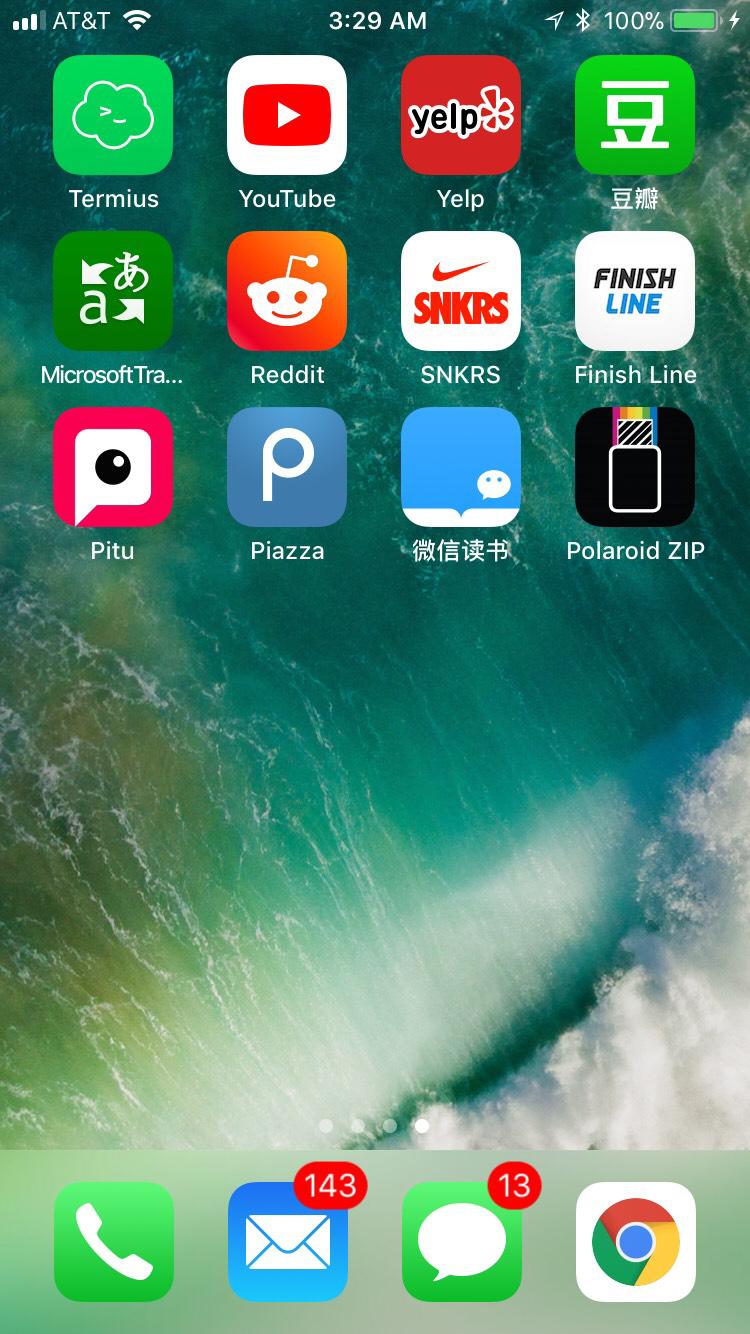 AT&T 3:29 AM 100%
>_ yelp 豆
Termius YouTube Yelp 豆瓣
あ a SNKRS FINISH LINE
MicrosoftTra... Reddit SNKRS Finish Line
Pitu Piazza 微信读书 Polaroid ZIP
143 13